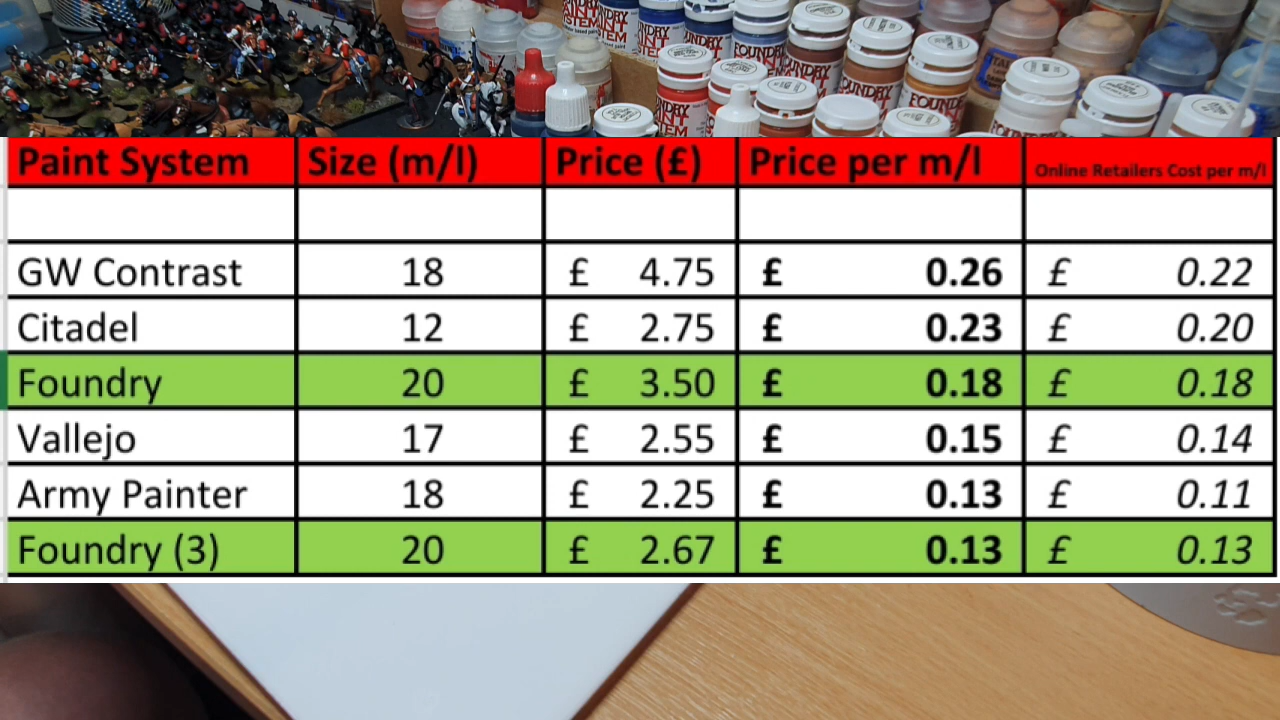 FOUNDRY
Paint System Size (m/l) Price (£) Price per m/l Online Retailers Cost per m/l
GW Contrast 18 £ 4.75 £ 0.26 £ 0.22
Citadel 12 £ 2.75 £ 0.23 £ 0.20
Foundry 20 £ 3.50 £ 0.18 £ 0.18
Vallejo 17 £ 2.55 £ 0.15 £ 0.14
Army Painter 18 £ 2.25 £ 0.13 £ 0.11
Foundry (3) 20 £ 2.67 £ 0.13 £ 0.13